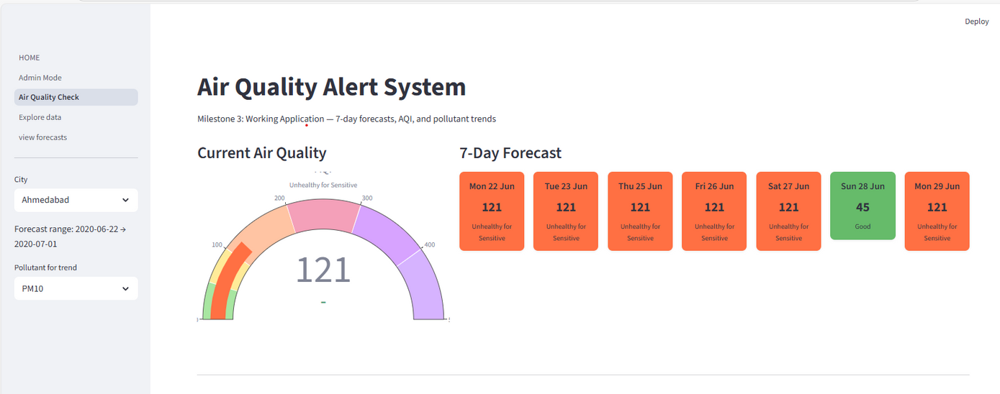 Deploy
HOME
Admin Mode
Air Quality Check
Explore data
view forecasts
City
Ahmedabad
Forecast range: 2020-06-22 →
2020-07-01
Pollutant for trend
PM10
Air Quality Alert System
Milestone 3: Working Application — 7-day forecasts, AQI, and pollutant trends
Current Air Quality
Unhealthy for Sensitive
100
200
300
400
121
-
7-Day Forecast
Mon 22 Jun
121
Unhealthy for
Sensitive
Tue 23 Jun
121
Unhealthy for
Sensitive
Thu 25 Jun
121
Unhealthy for
Sensitive
Fri 26 Jun
121
Unhealthy for
Sensitive
Sat 27 Jun
121
Unhealthy for
Sensitive
Sun 28 Jun
45
Good
Mon 29 Jun
121
Unhealthy for
Sensitive